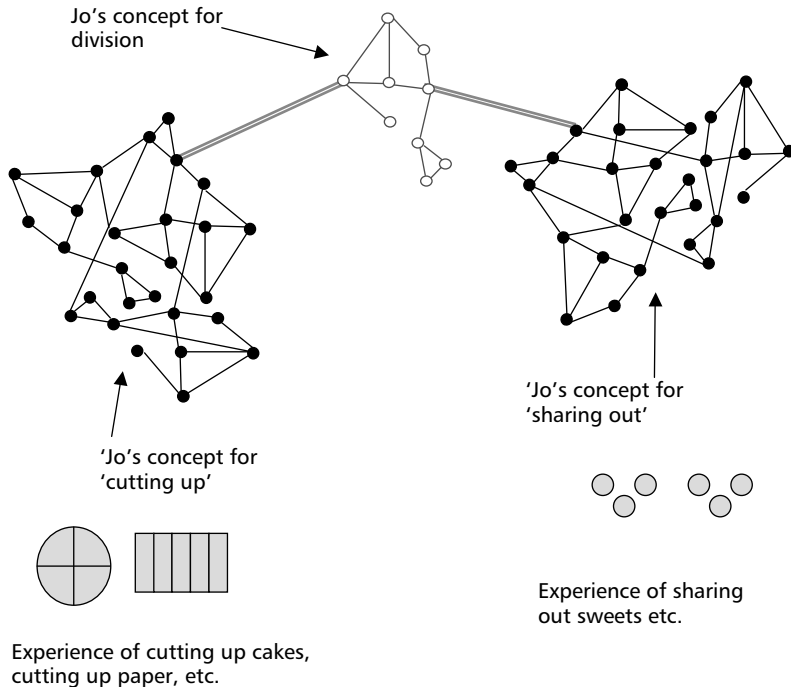 Jo's concept for
division
'Jo's concept for
'sharing out'
'Jo's concept for
'cutting up'
Experience of sharing
out sweets etc.
Experience of cutting up cakes,
cutting up paper, etc.